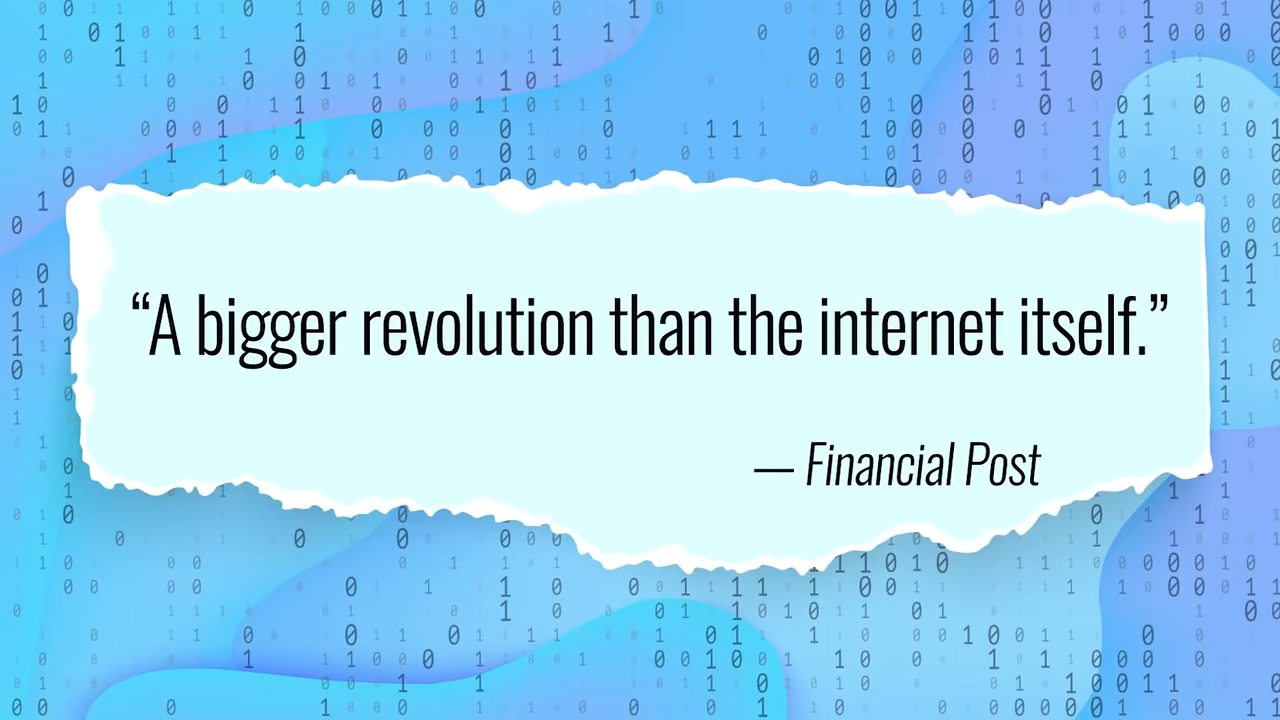 “A bigger revolution than the internet itself.”
— Financial Post